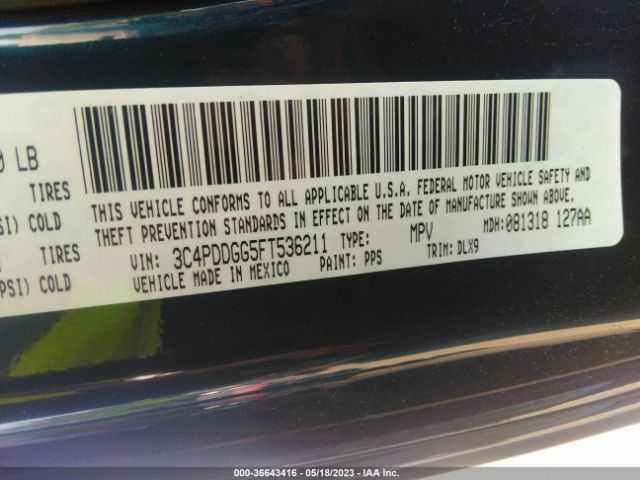 0 LB
TIRES
SI) COLD
TIRES
PSI) COLD
THIS VEHICLE CONFORMS TO ALL APPLICABLE U.S.A. FEDERAL MOTOR VEHICLE SAFETY AND
THEFT PREVENTION STANDARDS IN EFFECT ON THE DATE OF MANUFACTURE SHOWN ABOVE.
VIN: 3C4PDDGG5FT536211 TYPE: MPV MDH: 081318 127AA
VEHICLE MADE IN MEXICO PAINT: PPS TRIM: DLX9
000-36643416 - 05/18/2023 - IAAI.COM